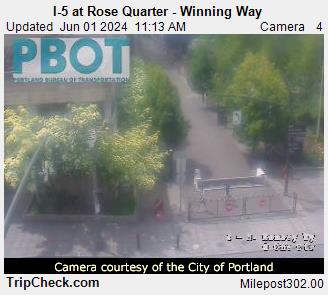 I-5 at Rose Quarter - Winning Way
Updated Jun 01 2024 11:13 AM Camera 4
PBOT
PORTLAND BUREAU OF TRANSPORTATION
Camera courtesy of the City of Portland
TripCheck.com Milepost302.00